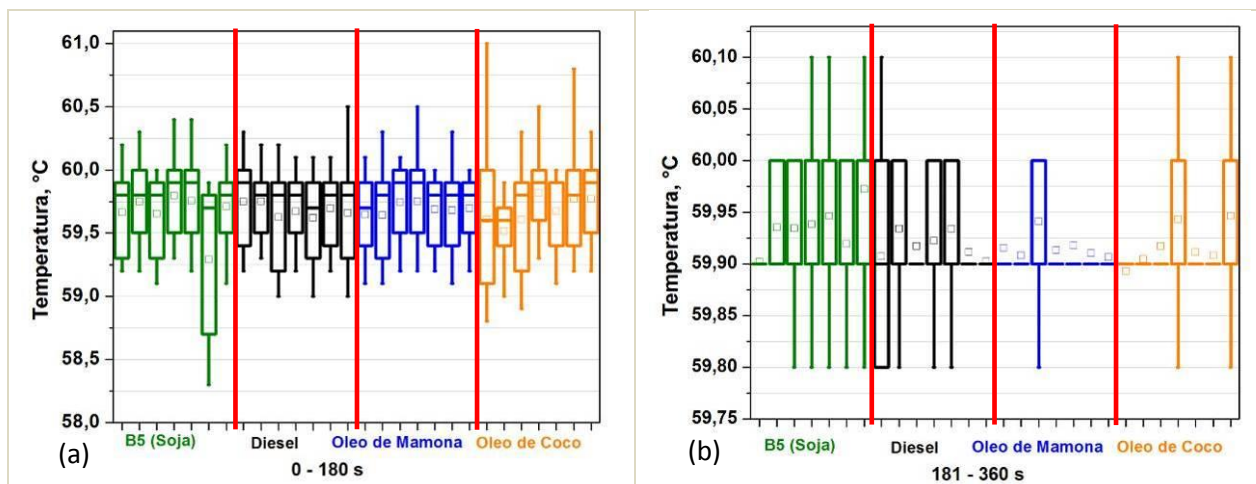 Temperatura, °C
61,0
60,5
60,0
59,5
59,0
58,5
58,0
B5 (Soja) Diesel Oleo de Mamona Oleo de Coco
(a)
0 - 180 s
Temperatura, °C
60,10
60,05
60,00
59,95
59,90
59,85
59,80
59,75
B5 (Soja) Diesel Oleo de Mamona Oleo de Coco
(b)
181 - 360 s